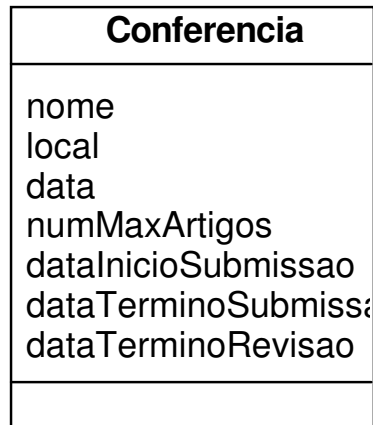 Conferencia
nome
local
data
numMaxArtigos
dataInicioSubmissao
dataTerminoSubmissa
dataTerminoRevisao